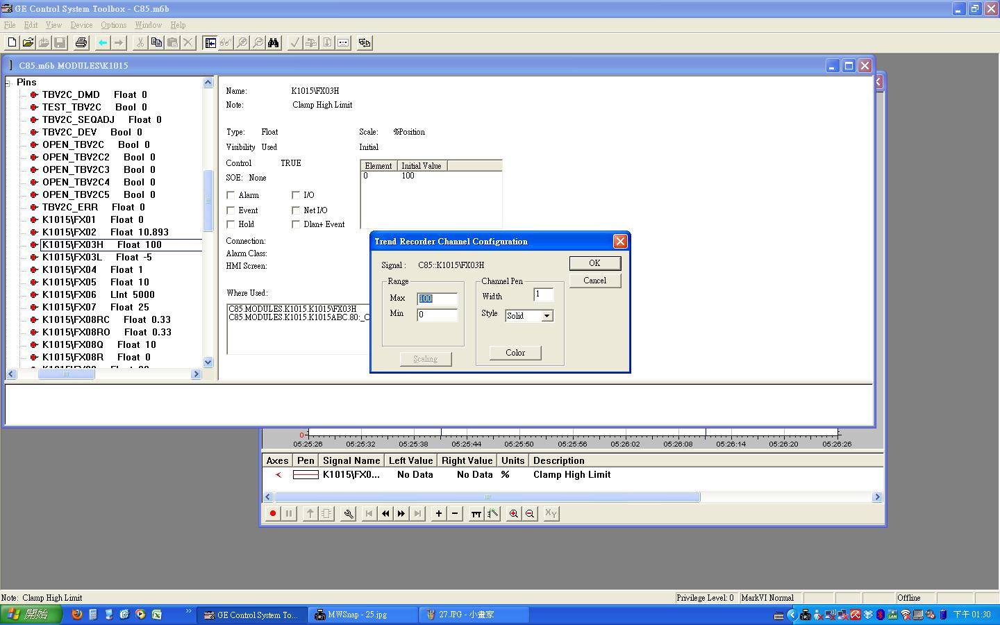 GE Control System Toolbox - C85.m6b
File Edit View Device Options Window Help
C85.m6b MODULES\K1015
Pins
TBV2C_DMD Float 0
TEST_TBV2C Bool 0
TBV2C_SEQADJ Float 0
TBV2C_DEV Bool 0
OPEN_TBV2C Bool 0
OPEN_TBV2C2 Bool 0
OPEN_TBV2C3 Bool 0
OPEN_TBV2C4 Bool 0
OPEN_TBV2C5 Bool 0
TBV2C_ERR Float 0
K1015\FX01 Float 0
K1015\FX02 Float 10.893
K1015\FX03H Float 100
K1015\FX03L Float -5
K1015\FX04 Float 1
K1015\FX05 Float 10
K1015\FX06 LInt 5000
K1015\FX07 Float 25
K1015\FX08RC Float 0.33
K1015\FX08RO Float 0.33
K1015\FX08Q Float 10
K1015\FX08R Float 0
Name: K1015\FX03H
Note: Clamp High Limit
Type: Float Scale: %Position
Visibility Used Initial
Control TRUE
Element Initial Value
0 100
SOE: None
Alarm I/O
Event Net I/O
Hold Dlan+ Event
Connection:
Alarm Class:
HMI Screen:
Where Used:
C85.MODULES.K1015.K1015\FX03H
C85.MODULES.K1015.K1015ABC.80:_C
Trend Recorder Channel Configuration
Signal : C85::K1015\FX03H
OK
Cancel
Range
Max 100
Min 0
Scaling
Channel Pen
Width 1
Style Solid
Color
0
05:25:26 05:25:32 05:25:38 05:25:44 05:25:50 05:25:56 05:26:02 05:26:08 05:26:14 05:26:20 05:26:26
Axes Pen Signal Name Left Value Right Value Units Description
K1015\FX0... No Data No Data % Clamp High Limit
XY
Note: Clamp High Limit Privilege Level: 0 MarkVI Normal Offline
開始 GE Control System To... MWSnap - 25.jpg 27.JPG - 小畫家 下午 01:30